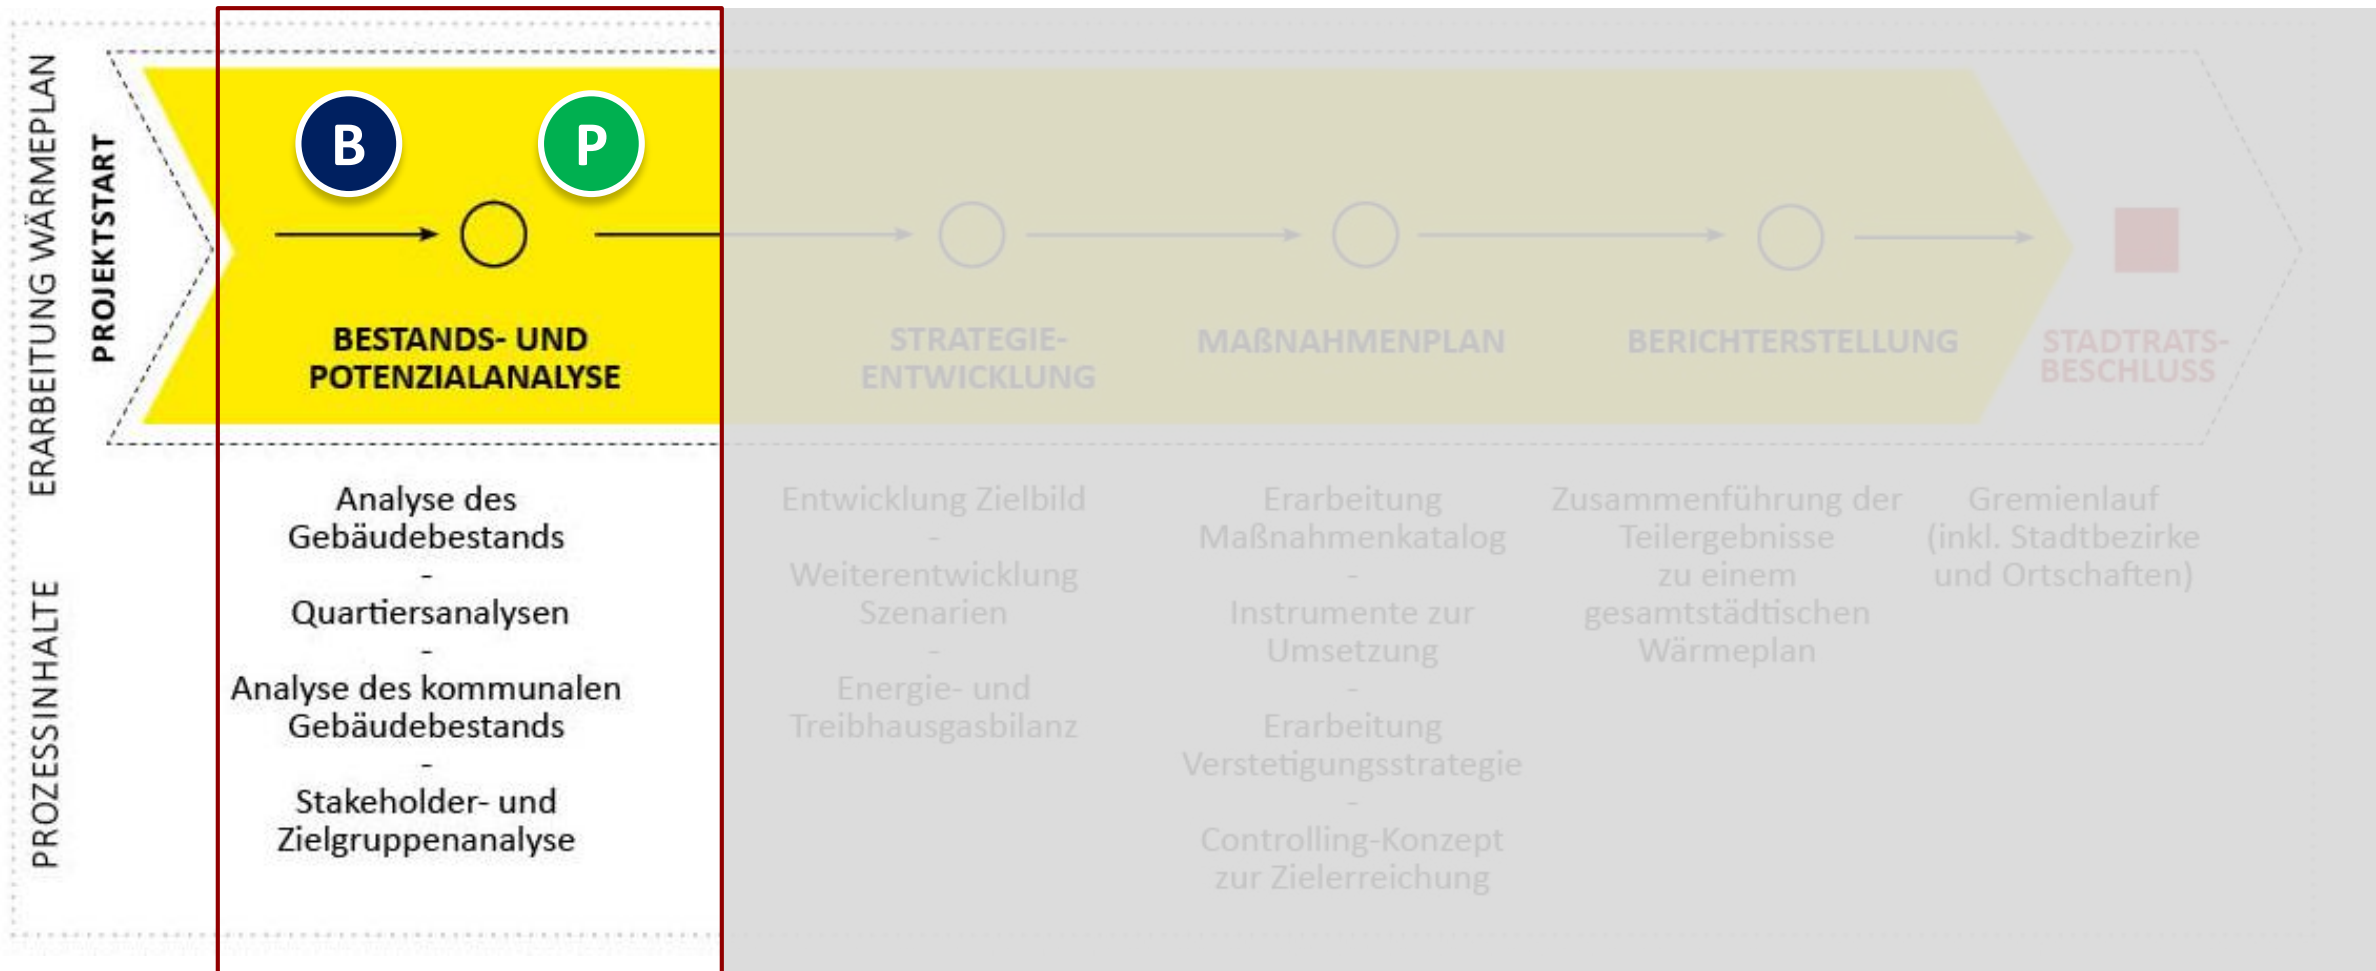 ERARBEITUNG WÄRMEPLAN
PROJEKTSTART
B
P
BESTANDS- UND
POTENZIALANALYSE
STRATEGIE-
ENTWICKLUNG
MAßNAHMENPLAN
BERICHTERSTELLUNG
STADTRATS-
BESCHLUSS
PROZESSINHALTE
Analyse des
Gebäudebestands
-
Quartiersanalysen
-
Analyse des kommunalen
Gebäudebestands
-
Stakeholder- und
Zielgruppenanalyse
Entwicklung Zielbild
-
Weiterentwicklung
Szenarien
-
Energie- und
Treibhausgasbilanz
Erarbeitung
Maßnahmenkatalog
-
Instrumente zur
Umsetzung
-
Erarbeitung
Verstetigungsstrategie
-
Controlling-Konzept
zur Zielerreichung
Zusammenführung der
Teilergebnisse
zu einem
gesamtstädtischen
Wärmeplan
Gremienlauf
(inkl. Stadtbezirke
und Ortschaften)